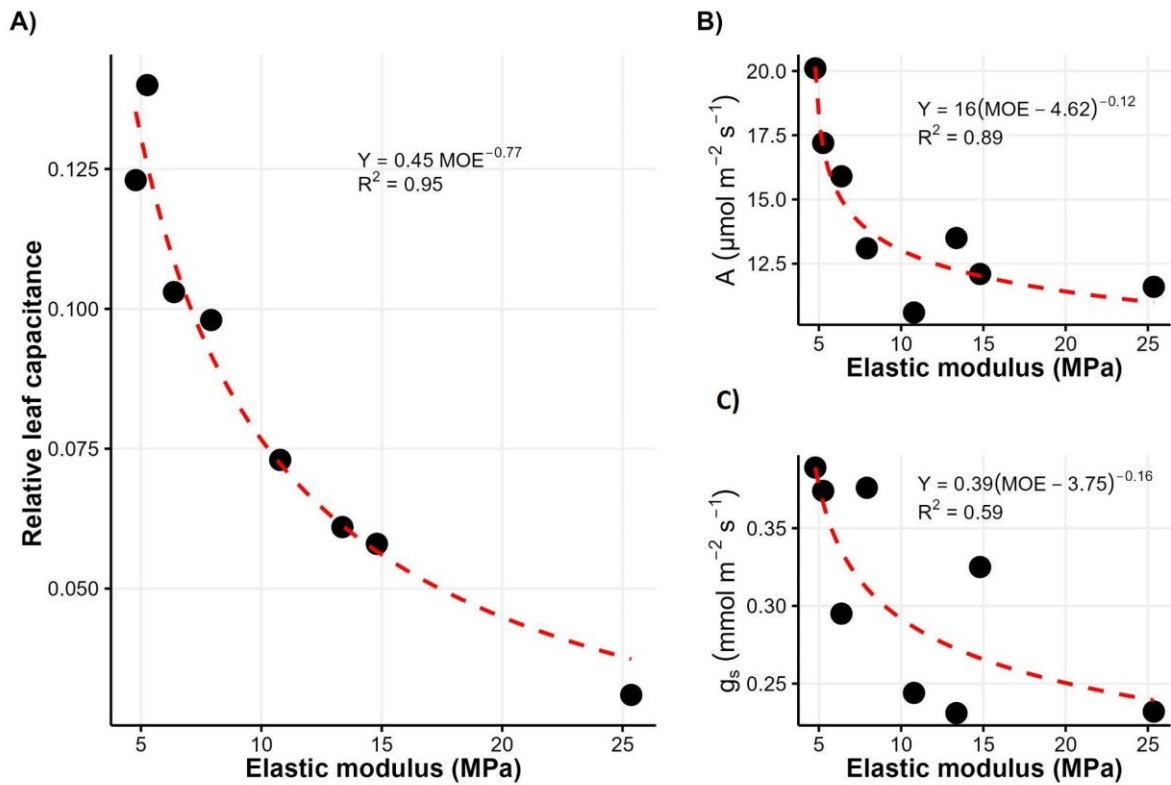 A)
Relative leaf capacitance
0.125
0.100
0.075
0.050
Y = 0.45 MOE⁻⁰·⁷⁷
R² = 0.95
5 10 15 20 25
Elastic modulus (MPa)
B)
A (μmol m⁻² s⁻¹)
20.0
17.5
15.0
12.5
Y = 16(MOE − 4.62)⁻⁰·¹²
R² = 0.89
5 10 15 20 25
Elastic modulus (MPa)
C)
gₛ (mmol m⁻² s⁻¹)
0.35
0.30
0.25
Y = 0.39(MOE − 3.75)⁻⁰·¹⁶
R² = 0.59
5 10 15 20 25
Elastic modulus (MPa)